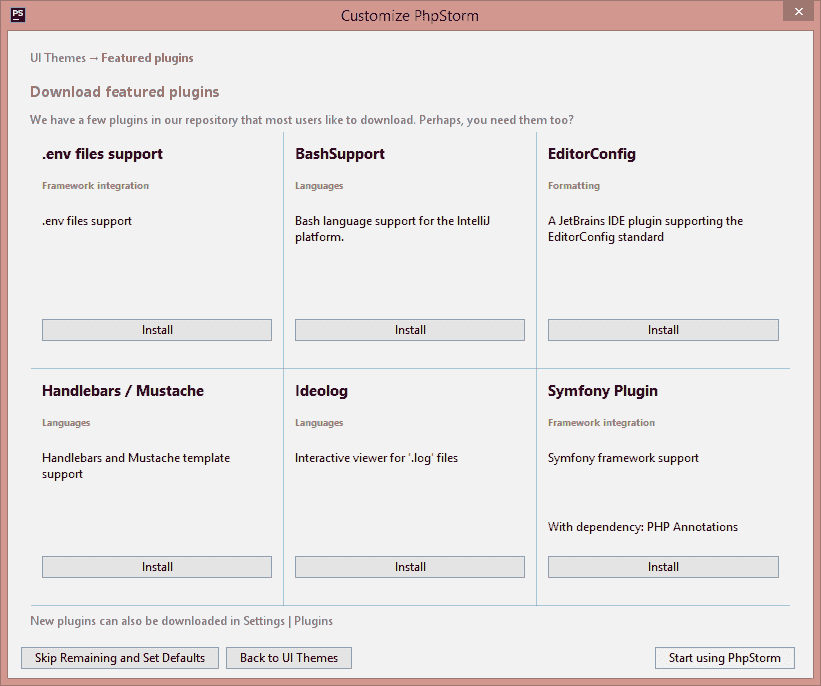 PS
Customize PhpStorm
UI Themes → Featured plugins
Download featured plugins
We have a few plugins in our repository that most users like to download. Perhaps, you need them too?
.env files support
Framework integration
.env files support
Install
BashSupport
Languages
Bash language support for the IntelliJ
platform.
Install
EditorConfig
Formatting
A JetBrains IDE plugin supporting the
EditorConfig standard
Install
Handlebars / Mustache
Languages
Handlebars and Mustache template
support
Install
Ideolog
Languages
Interactive viewer for '.log' files
Install
Symfony Plugin
Framework integration
Symfony framework support
With dependency: PHP Annotations
Install
New plugins can also be downloaded in Settings | Plugins
Skip Remaining and Set Defaults
Back to UI Themes
Start using PhpStorm